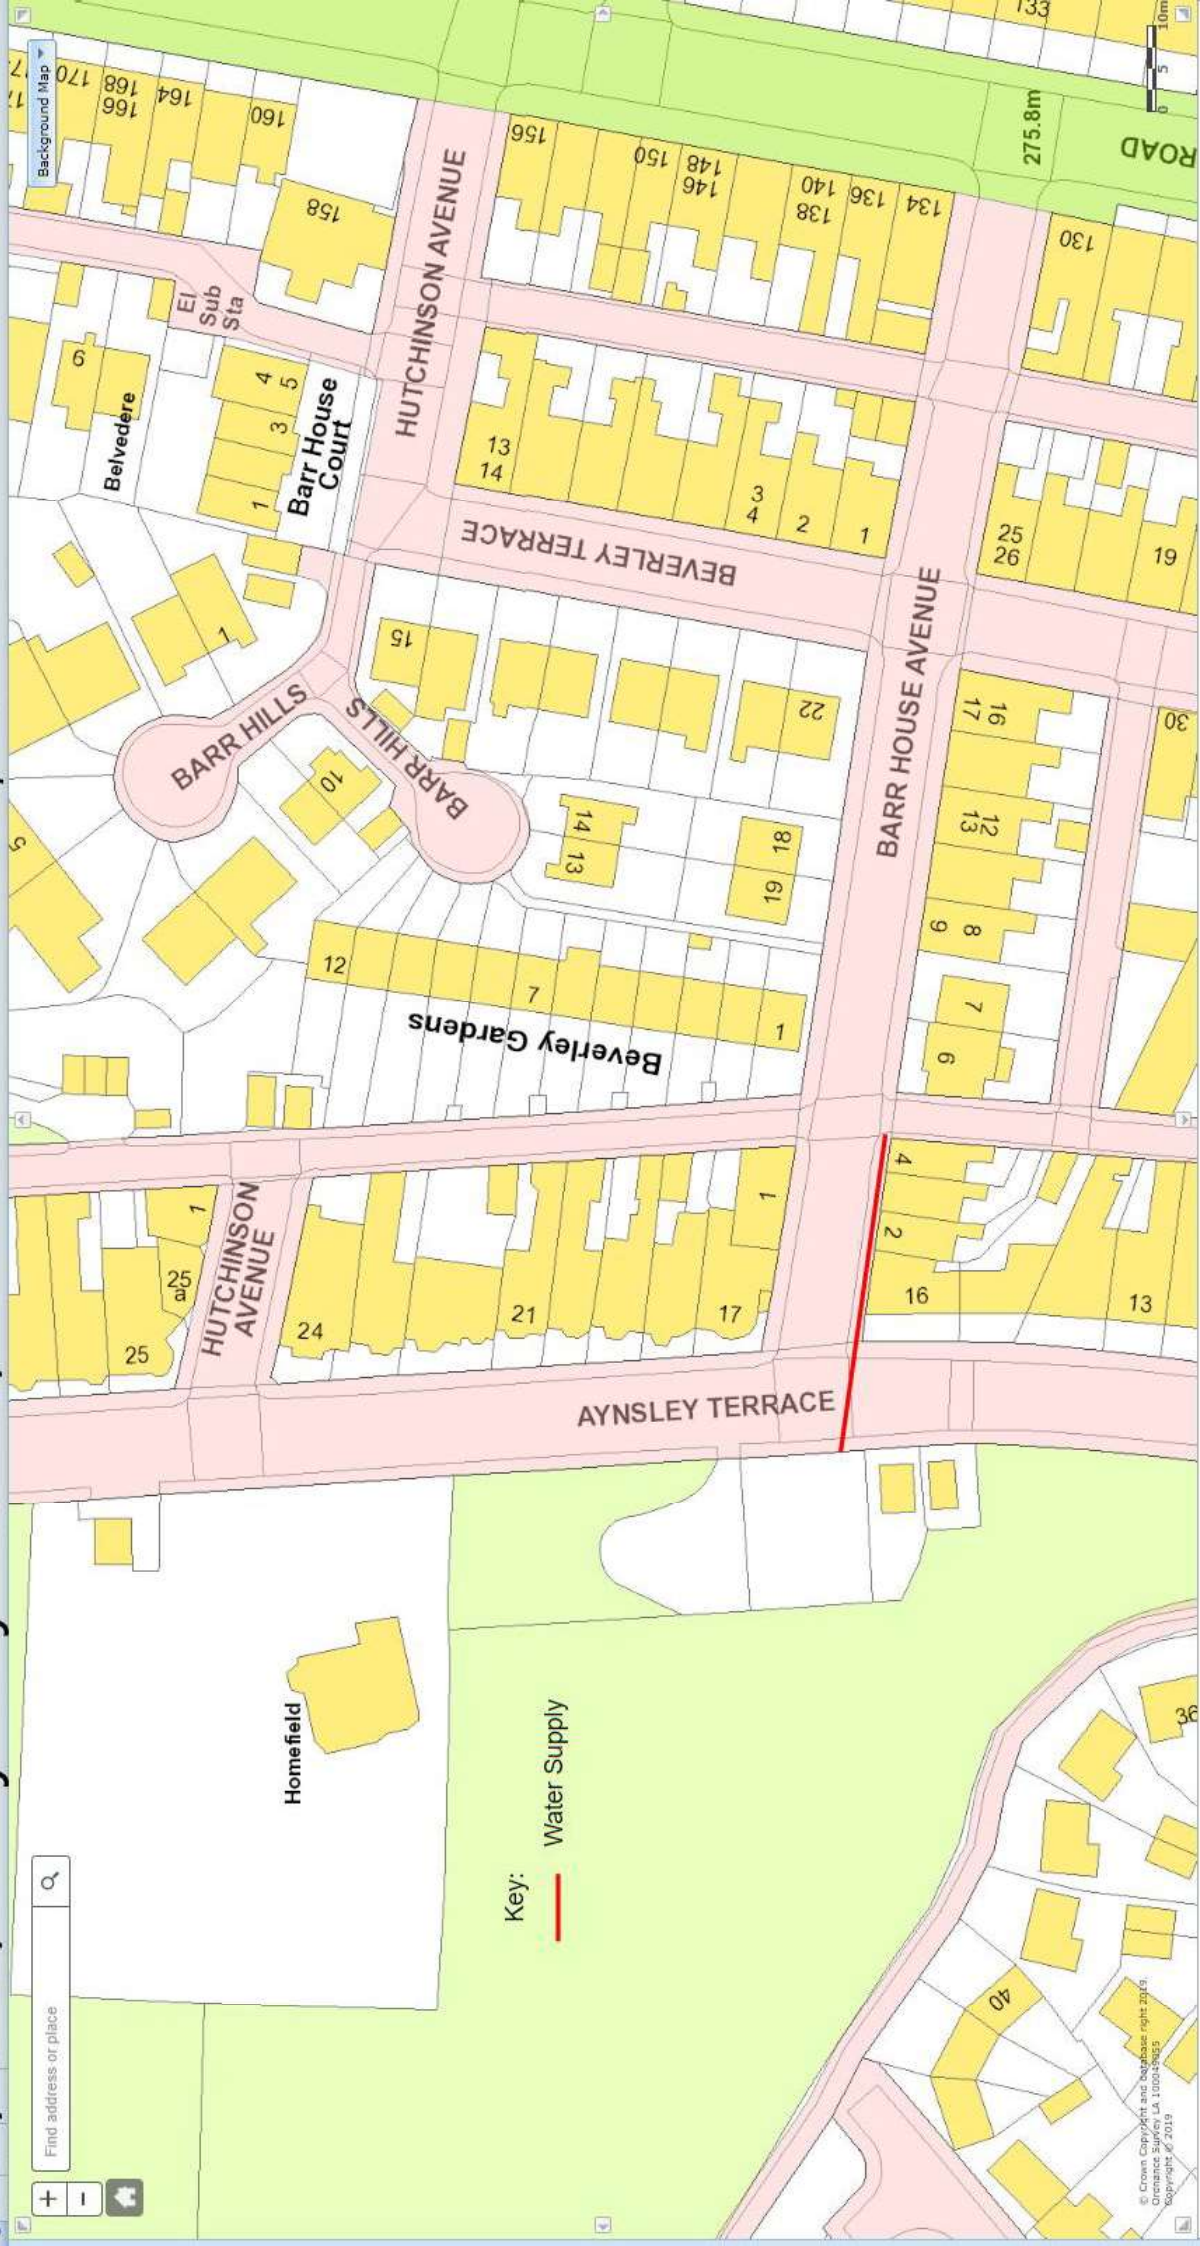 Background Map
Find address or place
+
−
170
168
166
164
160
158
El
Sub
Sta
6
Belvedere
4
5
3
1
Barr House
Court
HUTCHINSON AVENUE
156
150
148
146
140
138
136
134
275.8m
ROAD
133
0
5
10m
130
13
14
3
4
2
1
BEVERLEY TERRACE
25
26
19
1
15
22
BARR HILLS
BARR HILLS
10
5
14
13
18
19
BARR HOUSE AVENUE
16
17
12
13
9
8
7
6
30
12
7
1
Beverley Gardens
1
25
a
25
HUTCHINSON
AVENUE
24
21
17
1
4
2
16
13
AYNSLEY TERRACE
Homefield
Key:
Water Supply
36
40
© Crown Copyright and database right 2019.
Ordnance Survey LA 100049055
Copyright © 2019